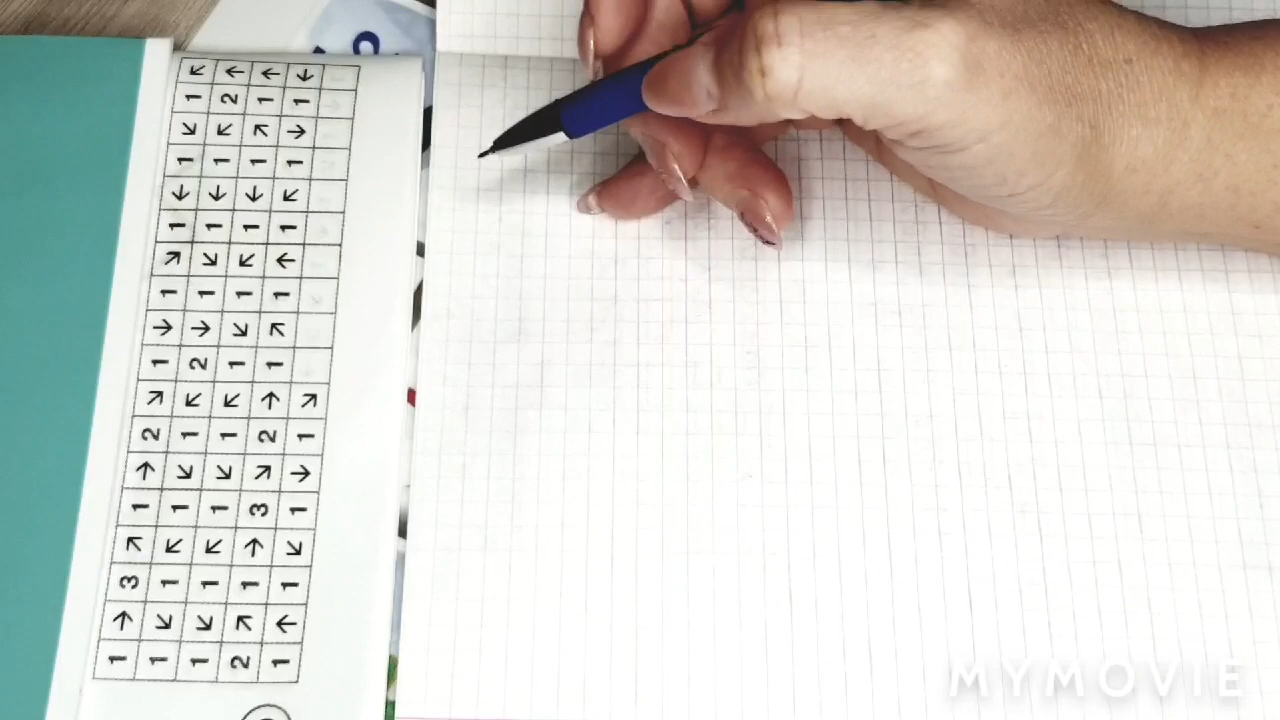 1 3 1 2 1 1 1 1 1
1 1 1 1 2 1 1 1 2
1 1 1 1 1 1 1 1 1
2 1 3 2 1 1 1 1 1
1 1 1 1
MYMOVIE